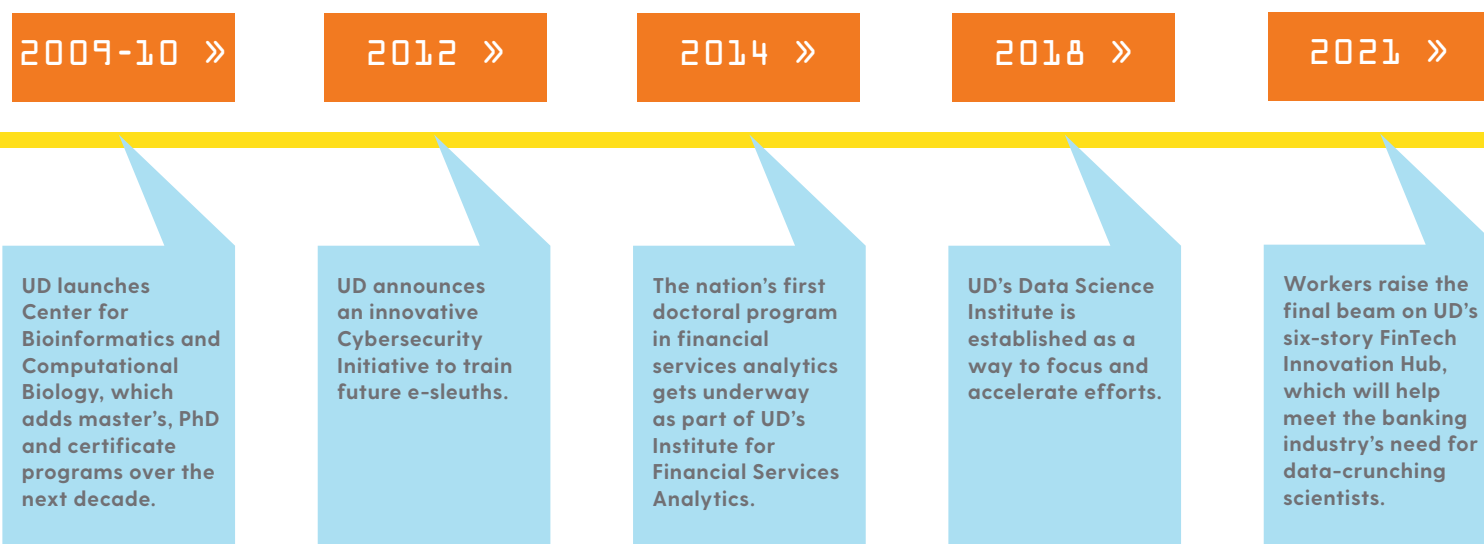 2009-10 »
2012 »
2014 »
2018 »
2021 »
UD launches
Center for
Bioinformatics and
Computational
Biology, which
adds master’s, PhD
and certificate
programs over the
next decade.
UD announces
an innovative
Cybersecurity
Initiative to train
future e-sleuths.
The nation’s first
doctoral program
in financial
services analytics
gets underway
as part of UD’s
Institute for
Financial Services
Analytics.
UD’s Data Science
Institute is
established as a
way to focus and
accelerate efforts.
Workers raise the
final beam on UD’s
six-story FinTech
Innovation Hub,
which will help
meet the banking
industry’s need for
data-crunching
scientists.